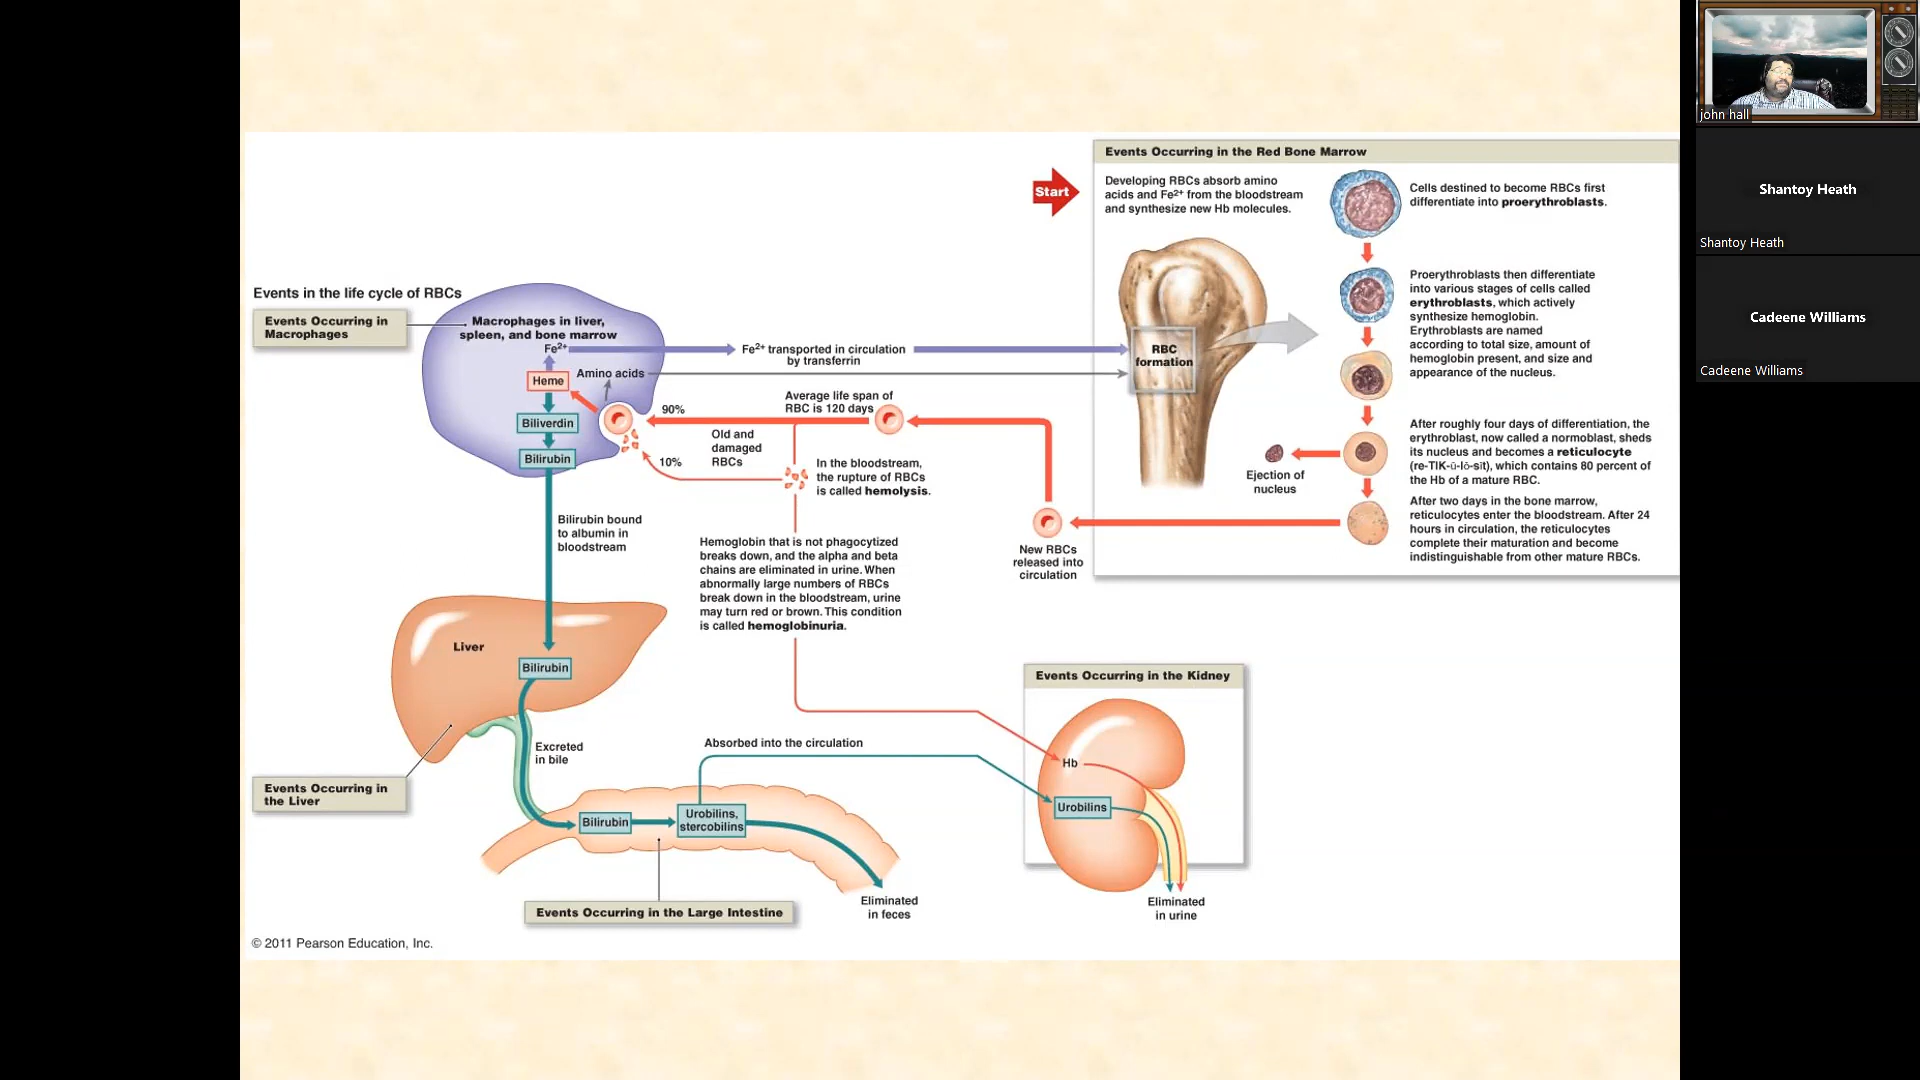 Events in the life cycle of RBCs
Events Occurring in
Macrophages
Macrophages in liver,
spleen, and bone marrow
Fe2+
Heme
Amino acids
Biliverdin
Bilirubin
Fe2+ transported in circulation
by transferrin
90%
Average life span of
RBC is 120 days
Old and
damaged
RBCs
10%
In the bloodstream,
the rupture of RBCs
is called hemolysis.
Bilirubin bound
to albumin in
bloodstream
Hemoglobin that is not phagocytized
breaks down, and the alpha and beta
chains are eliminated in urine. When
abnormally large numbers of RBCs
break down in the bloodstream, urine
may turn red or brown. This condition
is called hemoglobinuria.
New RBCs
released into
circulation
Start
Events Occurring in the Red Bone Marrow
Developing RBCs absorb amino
acids and Fe2+ from the bloodstream
and synthesize new Hb molecules.
RBC
formation
Cells destined to become RBCs first
differentiate into proerythroblasts.
Proerythroblasts then differentiate
into various stages of cells called
erythroblasts, which actively
synthesize hemoglobin.
Erythroblasts are named
according to total size, amount of
hemoglobin present, and size and
appearance of the nucleus.
Ejection of
nucleus
After roughly four days of differentiation, the
erythroblast, now called a normoblast, sheds
its nucleus and becomes a reticulocyte
(re-TIK-ū-lō-sīt), which contains 80 percent of
the Hb of a mature RBC.
After two days in the bone marrow,
reticulocytes enter the bloodstream. After 24
hours in circulation, the reticulocytes
complete their maturation and become
indistinguishable from other mature RBCs.
Liver
Bilirubin
Excreted
in bile
Events Occurring in
the Liver
Bilirubin
Urobilins,
stercobilins
Absorbed into the circulation
Eliminated
in feces
Events Occurring in the Large Intestine
Events Occurring in the Kidney
Hb
Urobilins
Eliminated
in urine
© 2011 Pearson Education, Inc.
john hall
Shantoy Heath
Shantoy Heath
Cadeene Williams
Cadeene Williams